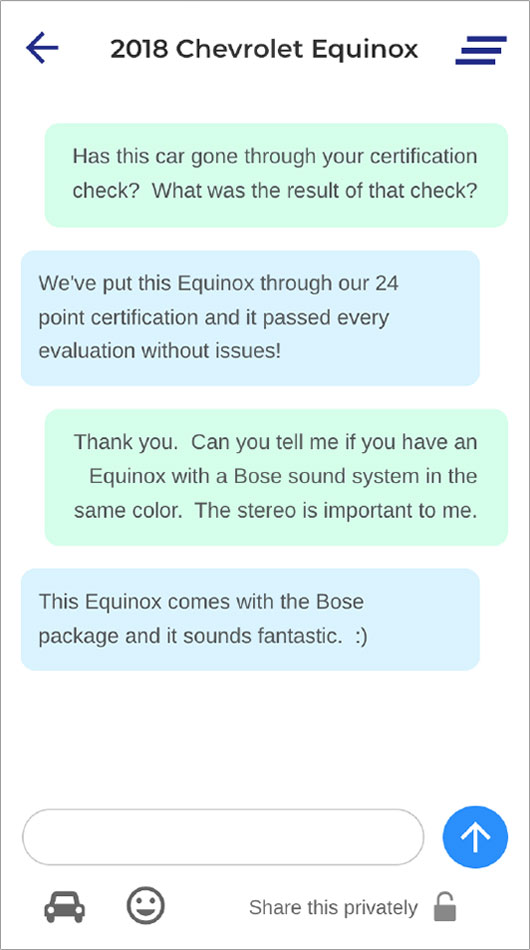 2018 Chevrolet Equinox
Has this car gone through your certification
check?  What was the result of that check?
We've put this Equinox through our 24
point certification and it passed every
evaluation without issues!
Thank you.  Can you tell me if you have an
Equinox with a Bose sound system in the
same color.  The stereo is important to me.
This Equinox comes with the Bose
package and it sounds fantastic.  :)
Share this privately